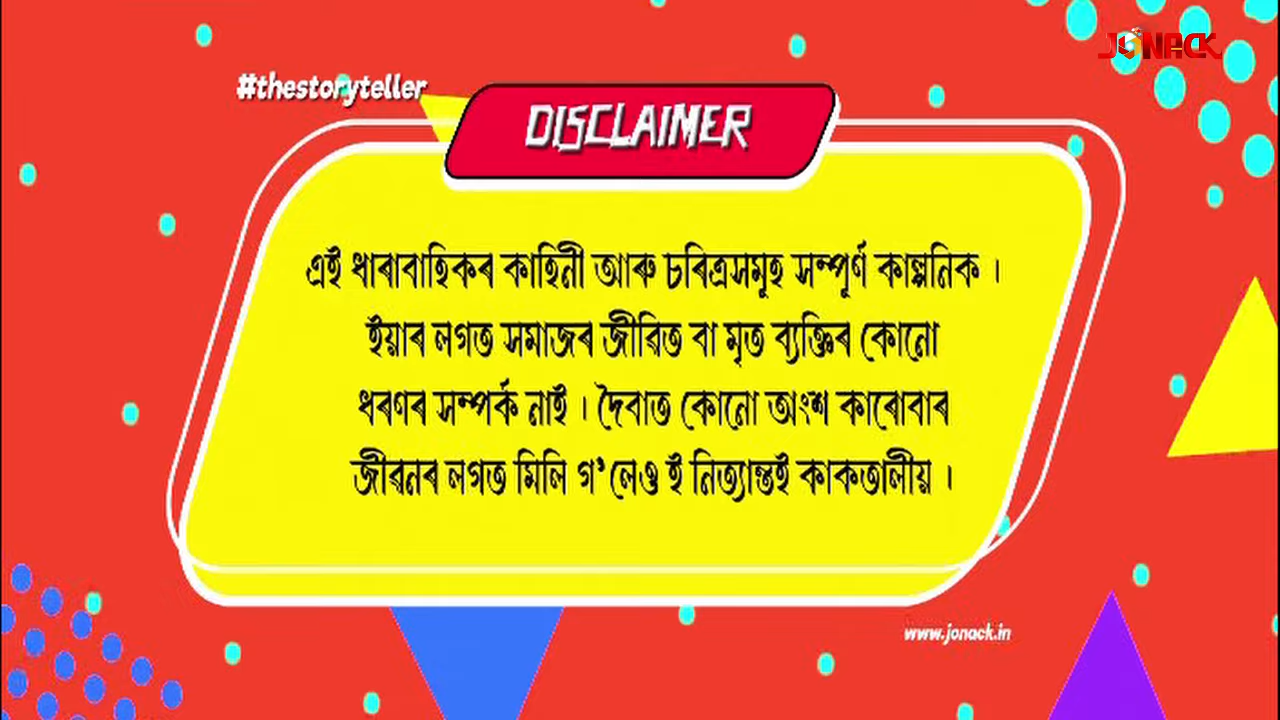 JONACK
#thestoryteller
DISCLAIMER
এই ধাৰাবাহিকৰ কাহিনী আৰু চৰিত্ৰসমূহ সম্পূৰ্ণ কাল্পনিক ।
ইয়াৰ লগত সমাজৰ জীৱিত বা মৃত ব্যক্তিৰ কোনো
ধৰণৰ সম্পৰ্ক নাই । দৈবাত কোনো অংশ কাৰোবাৰ
জীৱনৰ লগত মিলি গ'লেও ই নিত্যান্তই কাকতালীয় ।
www.jonack.in